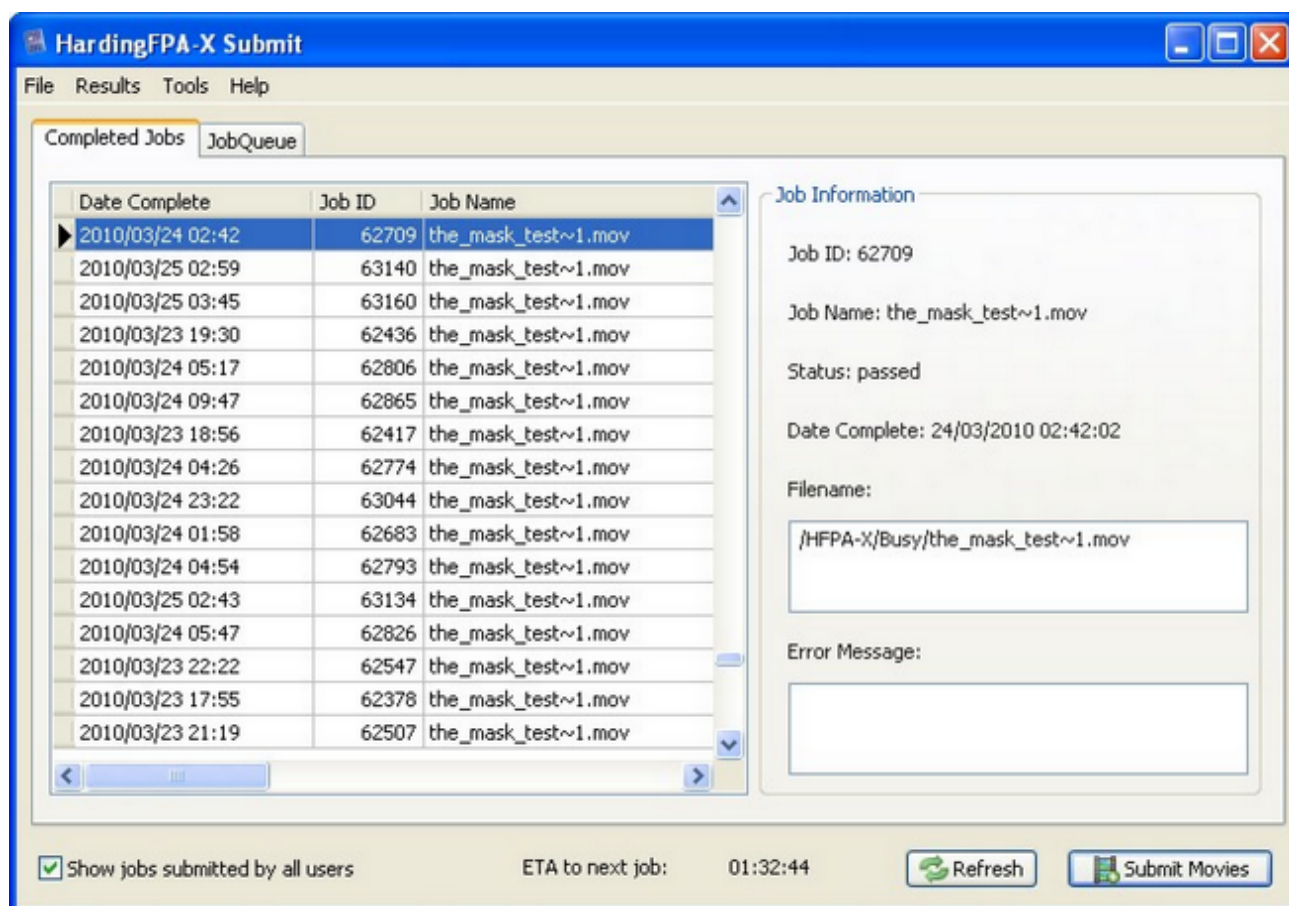 HardingFPA-X Submit
File Results Tools Help
Completed Jobs JobQueue
Date Complete Job ID Job Name
2010/03/24 02:42 62709 the_mask_test~1.mov
2010/03/25 02:59 63140 the_mask_test~1.mov
2010/03/25 03:45 63160 the_mask_test~1.mov
2010/03/23 19:30 62436 the_mask_test~1.mov
2010/03/24 05:17 62806 the_mask_test~1.mov
2010/03/24 09:47 62865 the_mask_test~1.mov
2010/03/23 18:56 62417 the_mask_test~1.mov
2010/03/24 04:26 62774 the_mask_test~1.mov
2010/03/24 23:22 63044 the_mask_test~1.mov
2010/03/24 01:58 62683 the_mask_test~1.mov
2010/03/24 04:54 62793 the_mask_test~1.mov
2010/03/25 02:43 63134 the_mask_test~1.mov
2010/03/24 05:47 62826 the_mask_test~1.mov
2010/03/23 22:22 62547 the_mask_test~1.mov
2010/03/23 17:55 62378 the_mask_test~1.mov
2010/03/23 21:19 62507 the_mask_test~1.mov
Job Information
Job ID: 62709
Job Name: the_mask_test~1.mov
Status: passed
Date Complete: 24/03/2010 02:42:02
Filename:
/HFPA-X/Busy/the_mask_test~1.mov
Error Message:
Show jobs submitted by all users ETA to next job: 01:32:44 Refresh Submit Movies